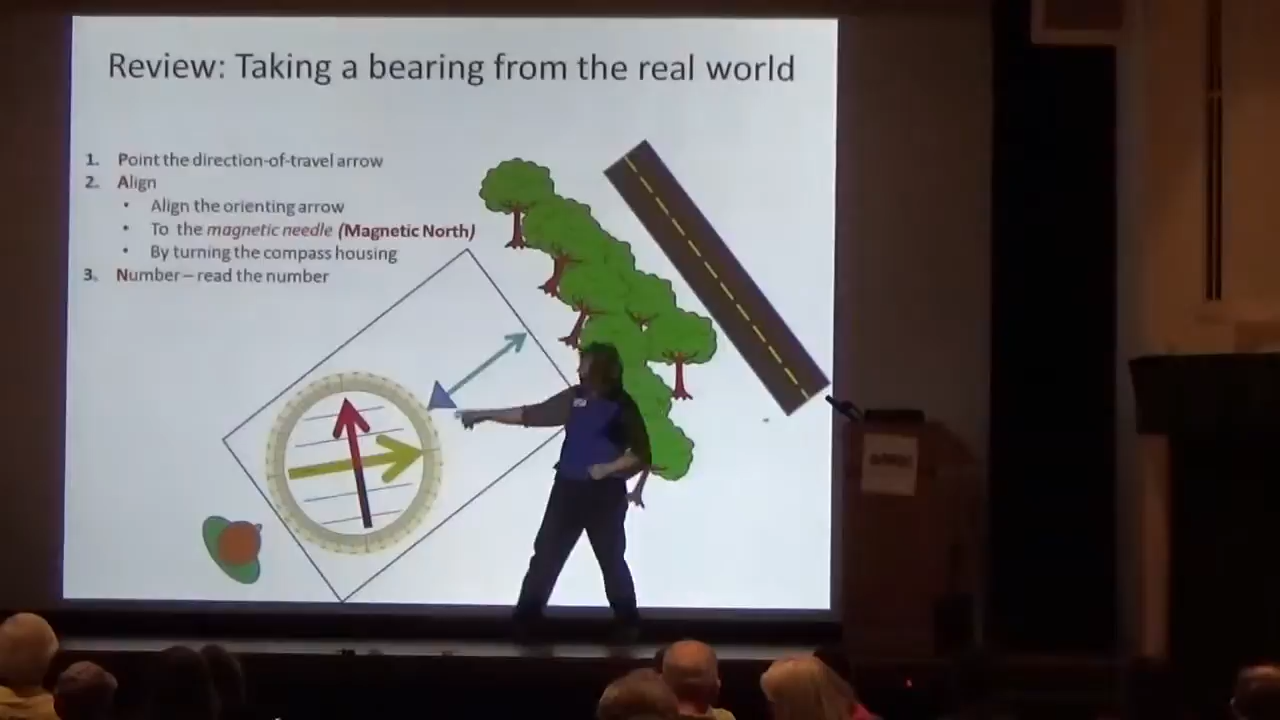 Review: Taking a bearing from the real world
1. Point the direction-of-travel arrow
2. Align
• Align the orienting arrow
• To the magnetic needle (Magnetic North)
• By turning the compass housing
3. Number – read the number